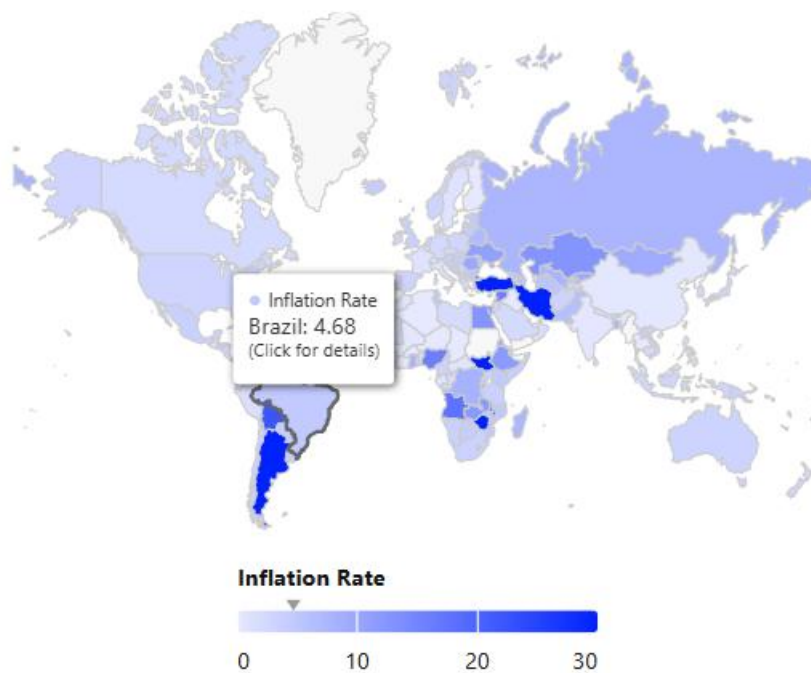 Inflation Rate
Brazil: 4.68
(Click for details)
Inflation Rate
0 10 20 30